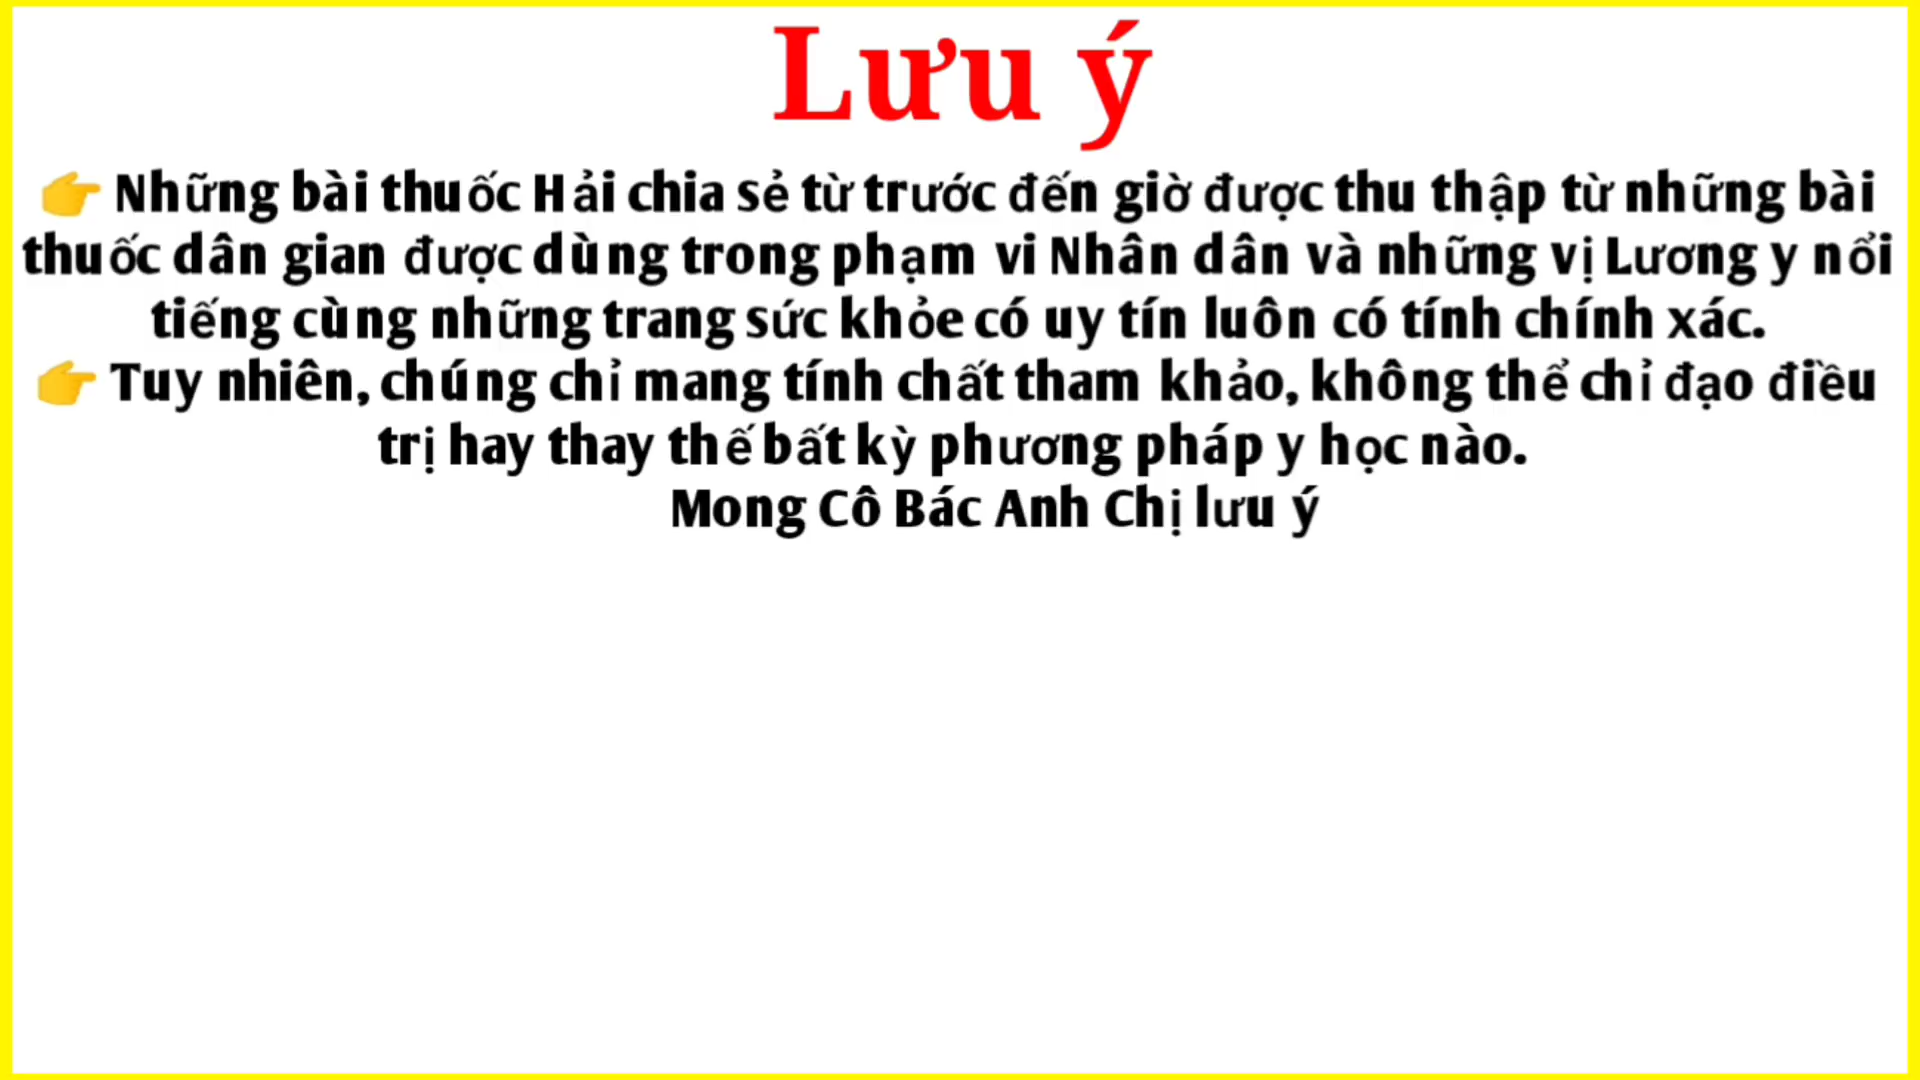 Lưu ý
👉 Những bài thuốc Hải chia sẻ từ trước đến giờ được thu thập từ những bài
thuốc dân gian được dùng trong phạm vi Nhân dân và những vị Lương y nổi
tiếng cùng những trang sức khỏe có uy tín luôn có tính chính xác.
👉 Tuy nhiên, chúng chỉ mang tính chất tham khảo, không thể chỉ đạo điều
trị hay thay thế bất kỳ phương pháp y học nào.
Mong Cô Bác Anh Chị lưu ý